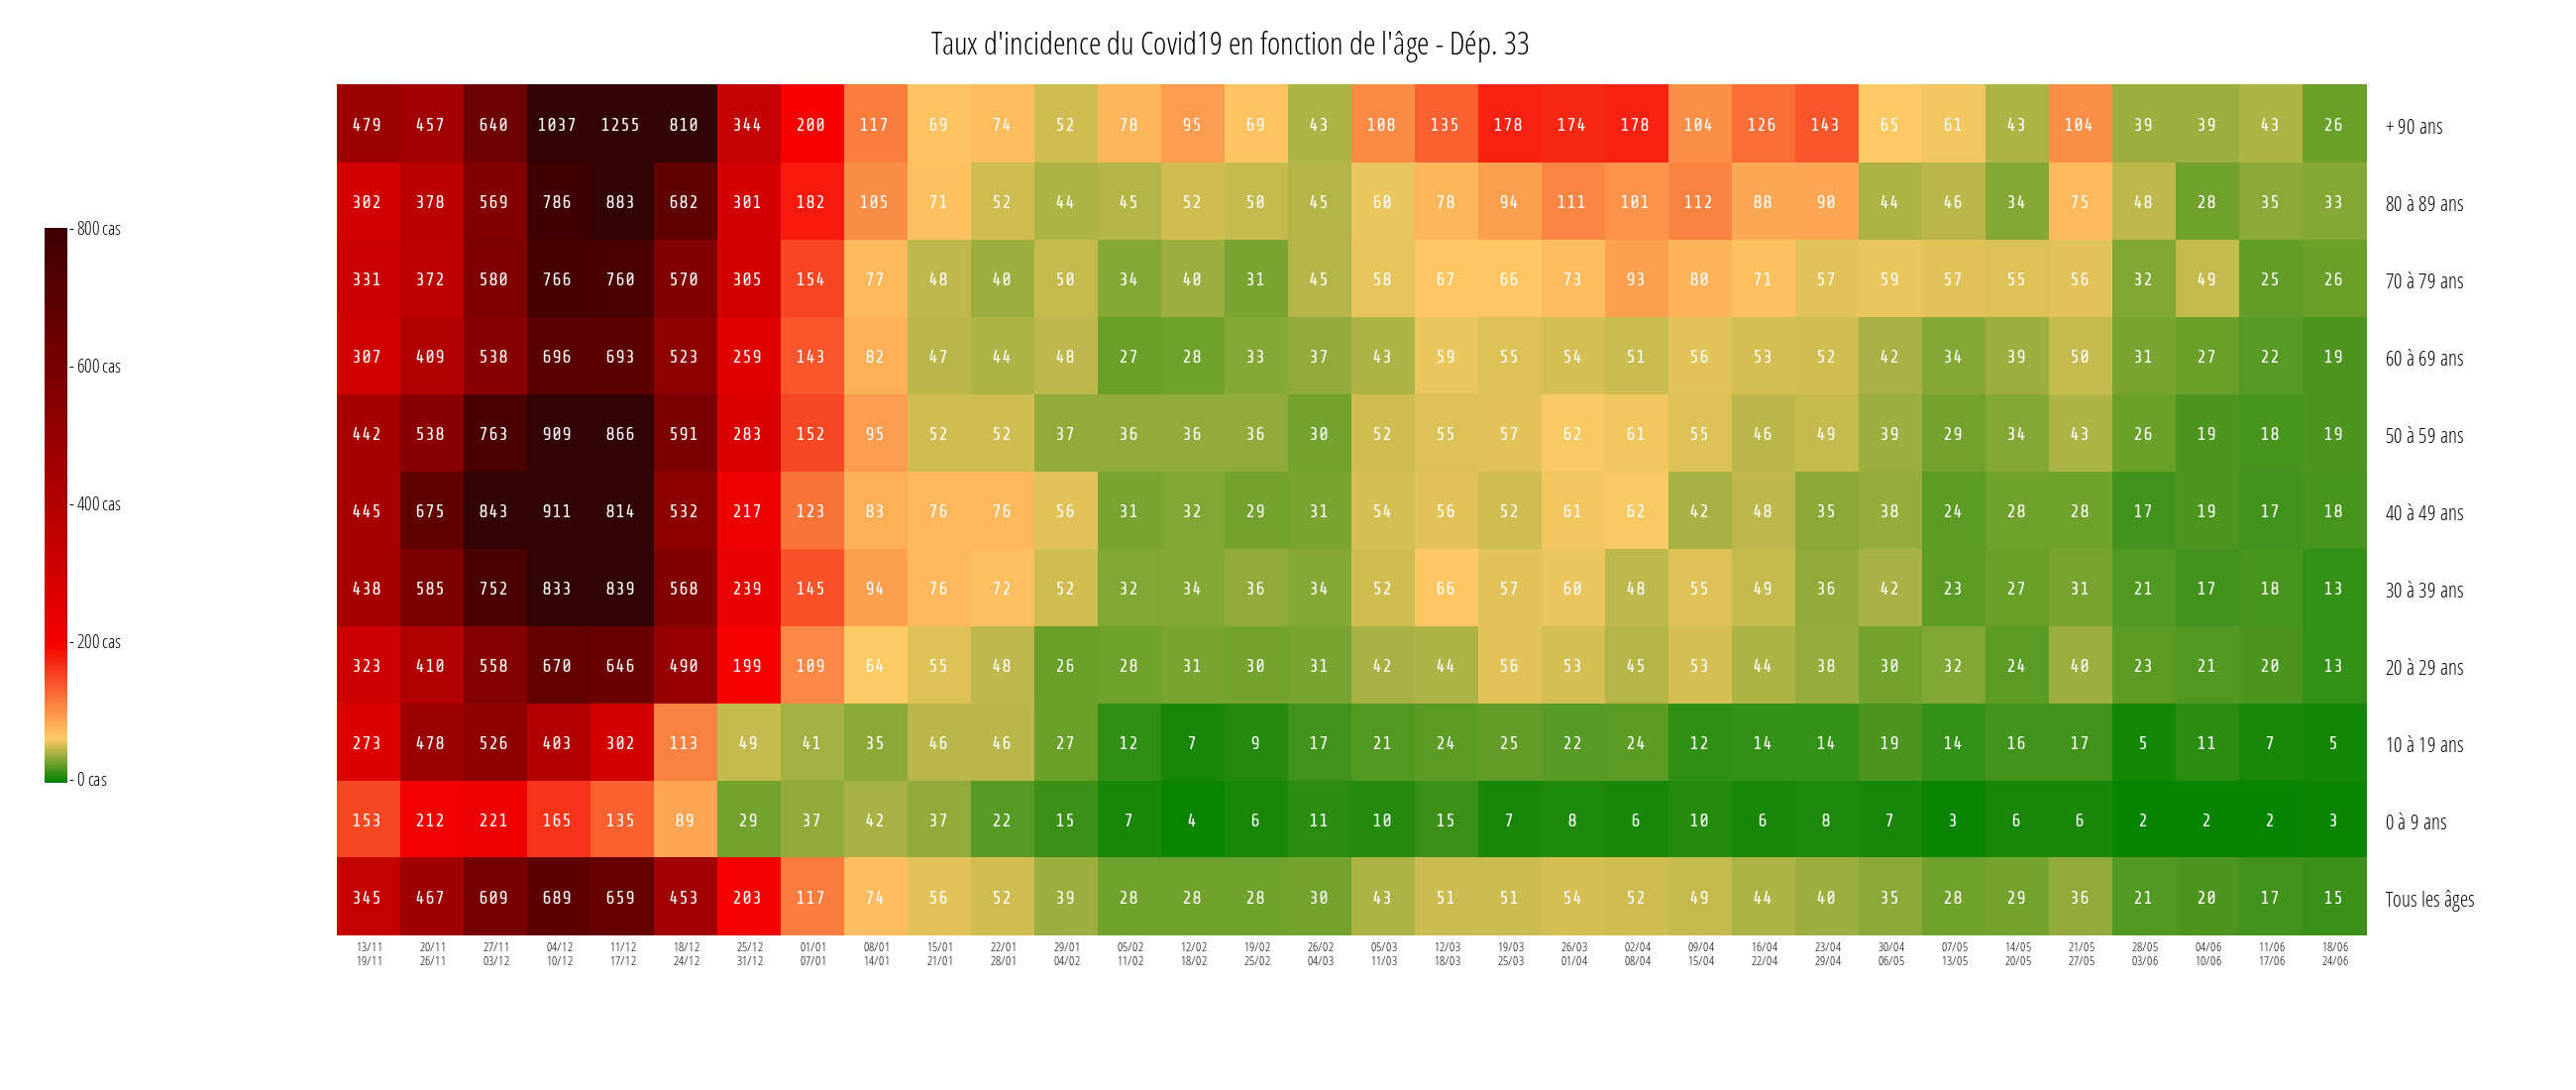 Taux d'incidence du Covid19 en fonction de l'âge - Dép. 33
479 457 640 1037 1255 810 344 200 117 69 74 52 78 95 69 43 108 135 178 174 178 104 126 143 65 61 43 104 39 39 43 26 + 90 ans
302 378 569 786 883 682 301 182 105 71 52 44 45 52 50 45 60 78 94 111 101 112 88 90 44 46 34 75 48 28 35 33 80 à 89 ans
- 800 cas
331 372 580 766 760 570 305 154 77 48 40 50 34 40 31 45 58 67 66 73 93 80 71 57 59 57 55 56 32 49 25 26 70 à 79 ans
307 409 538 696 693 523 259 143 82 47 44 48 27 28 33 37 43 59 55 54 51 56 53 52 42 34 39 50 31 27 22 19 60 à 69 ans
- 600 cas
442 538 763 909 866 591 283 152 95 52 52 37 36 36 36 30 52 55 57 62 61 55 46 49 39 29 34 43 26 19 18 19 50 à 59 ans
- 400 cas
445 675 843 911 814 532 217 123 83 76 76 56 31 32 29 31 54 56 52 61 62 42 48 35 38 24 28 28 17 19 17 18 40 à 49 ans
438 585 752 833 839 568 239 145 94 76 72 52 32 34 36 34 52 66 57 60 48 55 49 36 42 23 27 31 21 17 18 13 30 à 39 ans
- 200 cas
323 410 558 670 646 490 199 109 64 55 48 26 28 31 30 31 42 44 56 53 45 53 44 38 30 32 24 40 23 21 20 13 20 à 29 ans
273 478 526 403 302 113 49 41 35 46 46 27 12 7 9 17 21 24 25 22 24 12 14 14 19 14 16 17 5 11 7 5 10 à 19 ans
- 0 cas
153 212 221 165 135 89 29 37 42 37 22 15 7 4 6 11 10 15 7 8 6 10 6 8 7 3 6 6 2 2 2 3 0 à 9 ans
345 467 609 689 659 453 203 117 74 56 52 39 28 28 28 30 43 51 51 54 52 49 44 40 35 28 29 36 21 20 17 15 Tous les âges
13/11 20/11 27/11 04/12 11/12 18/12 25/12 01/01 08/01 15/01 22/01 29/01 05/02 12/02 19/02 26/02 05/03 12/03 19/03 26/03 02/04 09/04 16/04 23/04 30/04 07/05 14/05 21/05 28/05 04/06 11/06 18/06
19/11 26/11 03/12 10/12 17/12 24/12 31/12 07/01 14/01 21/01 28/01 04/02 11/02 18/02 25/02 04/03 11/03 18/03 25/03 01/04 08/04 15/04 22/04 29/04 06/05 13/05 20/05 27/05 03/06 10/06 17/06 24/06